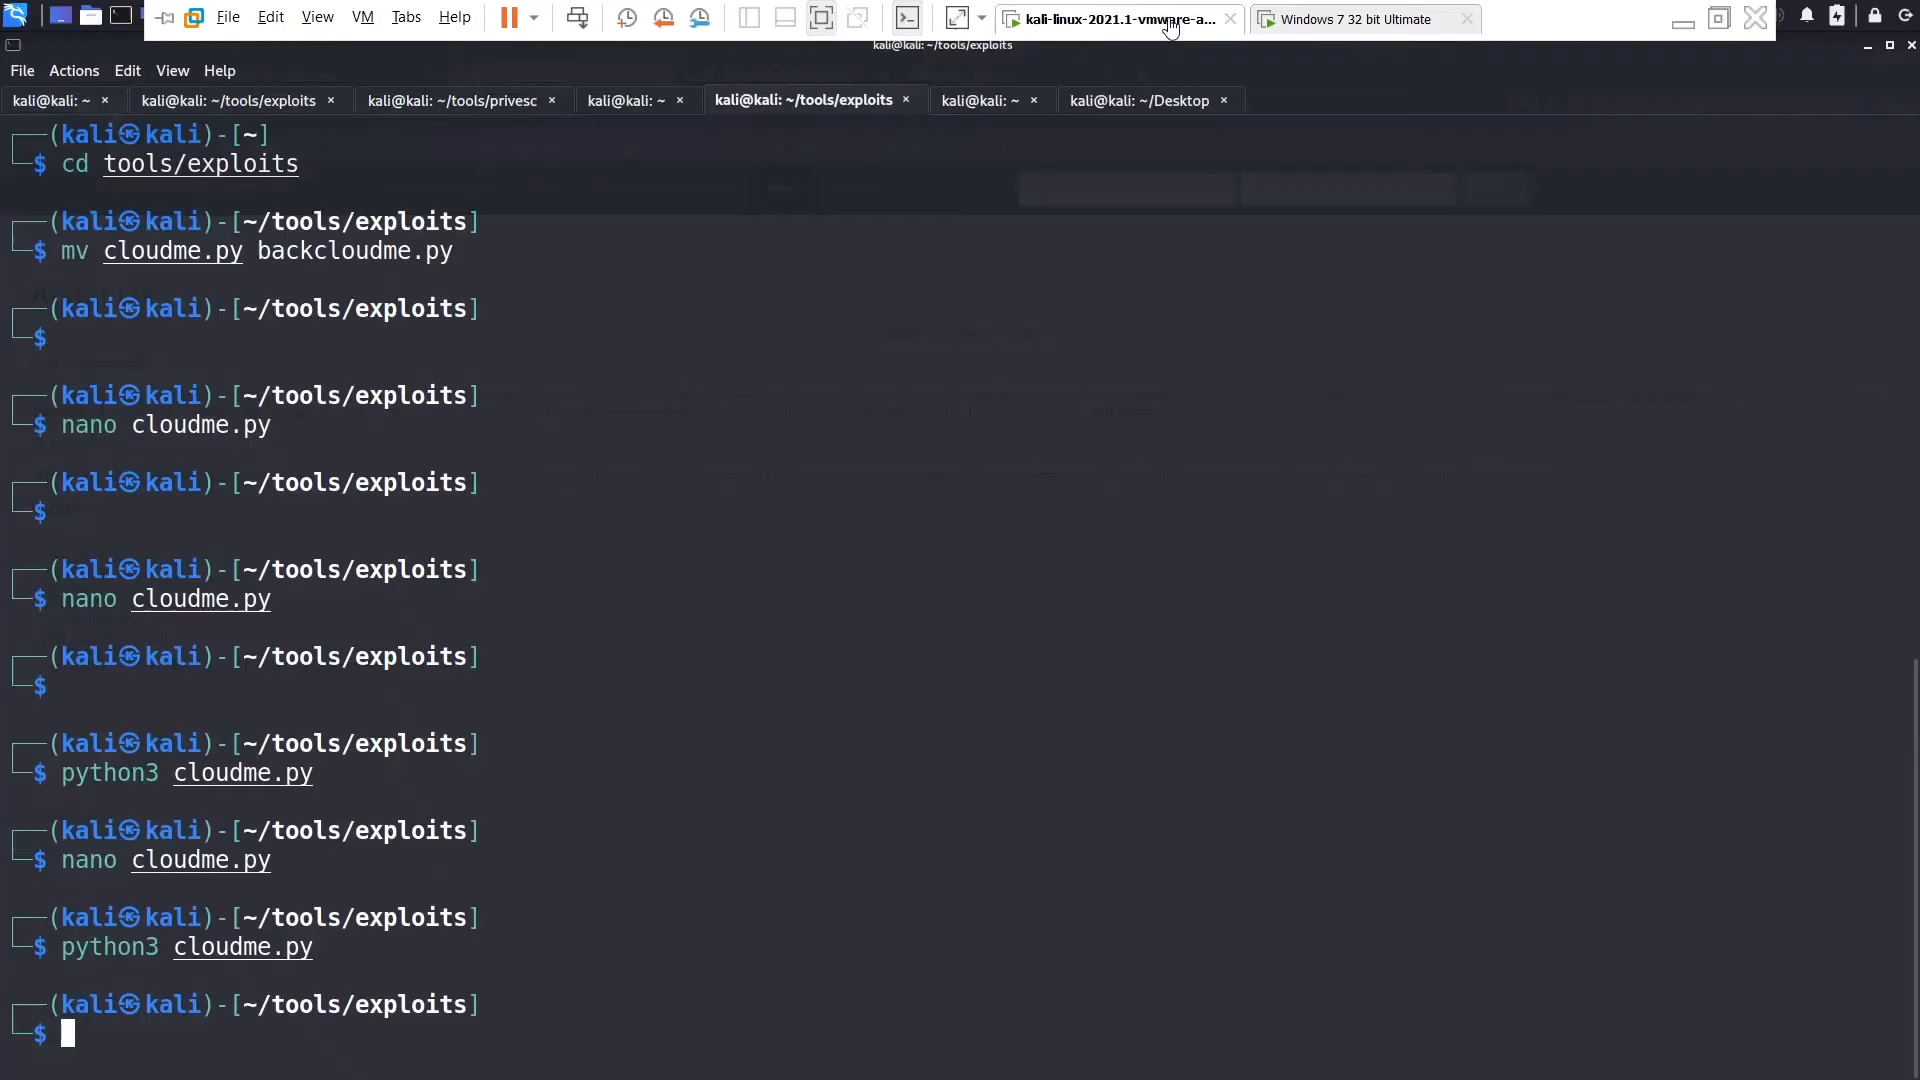 File Edit View VM Tabs Help kali-linux-2021.1-vmware-a... Windows 7 32 bit Ultimate
kali@kali: ~/tools/exploits
File Actions Edit View Help
kali@kali: ~ × kali@kali: ~/tools/exploits × kali@kali: ~/tools/privesc × kali@kali: ~ × kali@kali: ~/tools/exploits × kali@kali: ~ × kali@kali: ~/Desktop ×
┌──(kali㉿kali)-[~]
└─$ cd tools/exploits
┌──(kali㉿kali)-[~/tools/exploits]
└─$ mv cloudme.py backcloudme.py
┌──(kali㉿kali)-[~/tools/exploits]
└─$
┌──(kali㉿kali)-[~/tools/exploits]
└─$ nano cloudme.py
┌──(kali㉿kali)-[~/tools/exploits]
└─$
┌──(kali㉿kali)-[~/tools/exploits]
└─$ nano cloudme.py
┌──(kali㉿kali)-[~/tools/exploits]
└─$
┌──(kali㉿kali)-[~/tools/exploits]
└─$ python3 cloudme.py
┌──(kali㉿kali)-[~/tools/exploits]
└─$ nano cloudme.py
┌──(kali㉿kali)-[~/tools/exploits]
└─$ python3 cloudme.py
┌──(kali㉿kali)-[~/tools/exploits]
└─$